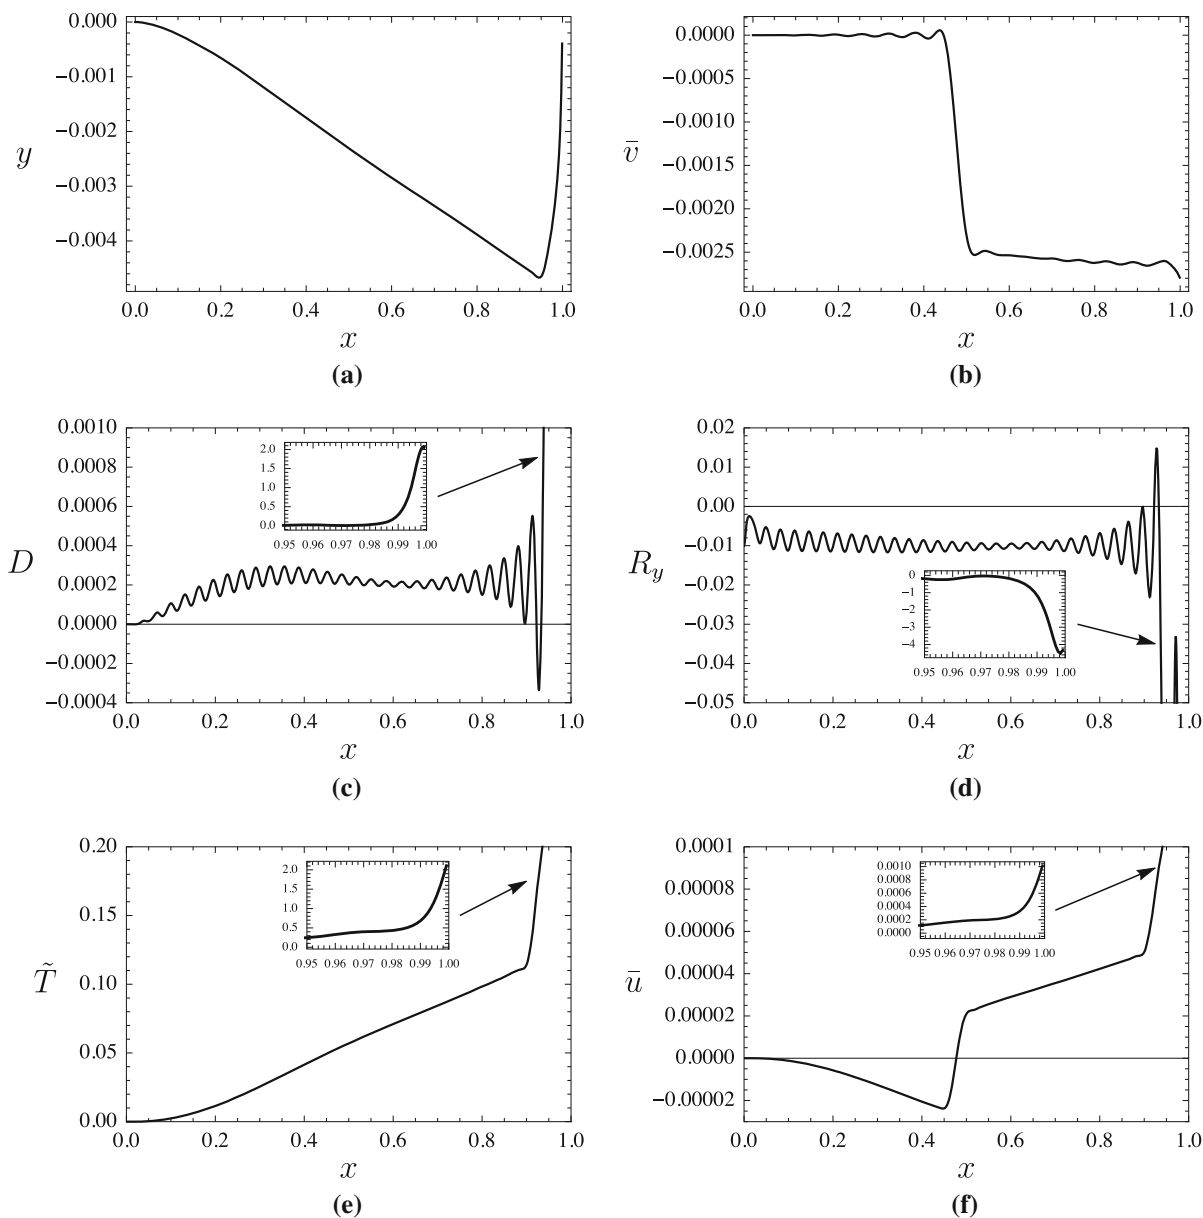 0.000
−0.001
−0.002
−0.003
−0.004
y
0.0 0.2 0.4 0.6 0.8 1.0
x
(a)
0.0000
−0.0005
−0.0010
−0.0015
−0.0020
−0.0025
v̄
0.0 0.2 0.4 0.6 0.8 1.0
x
(b)
0.0010
0.0008
0.0006
0.0004
0.0002
0.0000
−0.0002
−0.0004
D
2.0
1.5
1.0
0.5
0.0
0.95 0.96 0.97 0.98 0.99 1.00
0.0 0.2 0.4 0.6 0.8 1.0
x
(c)
0.02
0.01
0.00
−0.01
−0.02
−0.03
−0.04
−0.05
R_y
0
−1
−2
−3
−4
0.95 0.96 0.97 0.98 0.99 1.00
0.0 0.2 0.4 0.6 0.8 1.0
x
(d)
0.20
0.15
0.10
0.05
0.00
T̃
2.0
1.5
1.0
0.5
0.0
0.95 0.96 0.97 0.98 0.99 1.00
0.0 0.2 0.4 0.6 0.8 1.0
x
(e)
0.0001
0.00008
0.00006
0.00004
0.00002
0.0000
−0.00002
ū
0.0010
0.0008
0.0006
0.0004
0.0002
0.0000
0.95 0.96 0.97 0.98 0.99 1.00
0.0 0.2 0.4 0.6 0.8 1.0
x
(f)